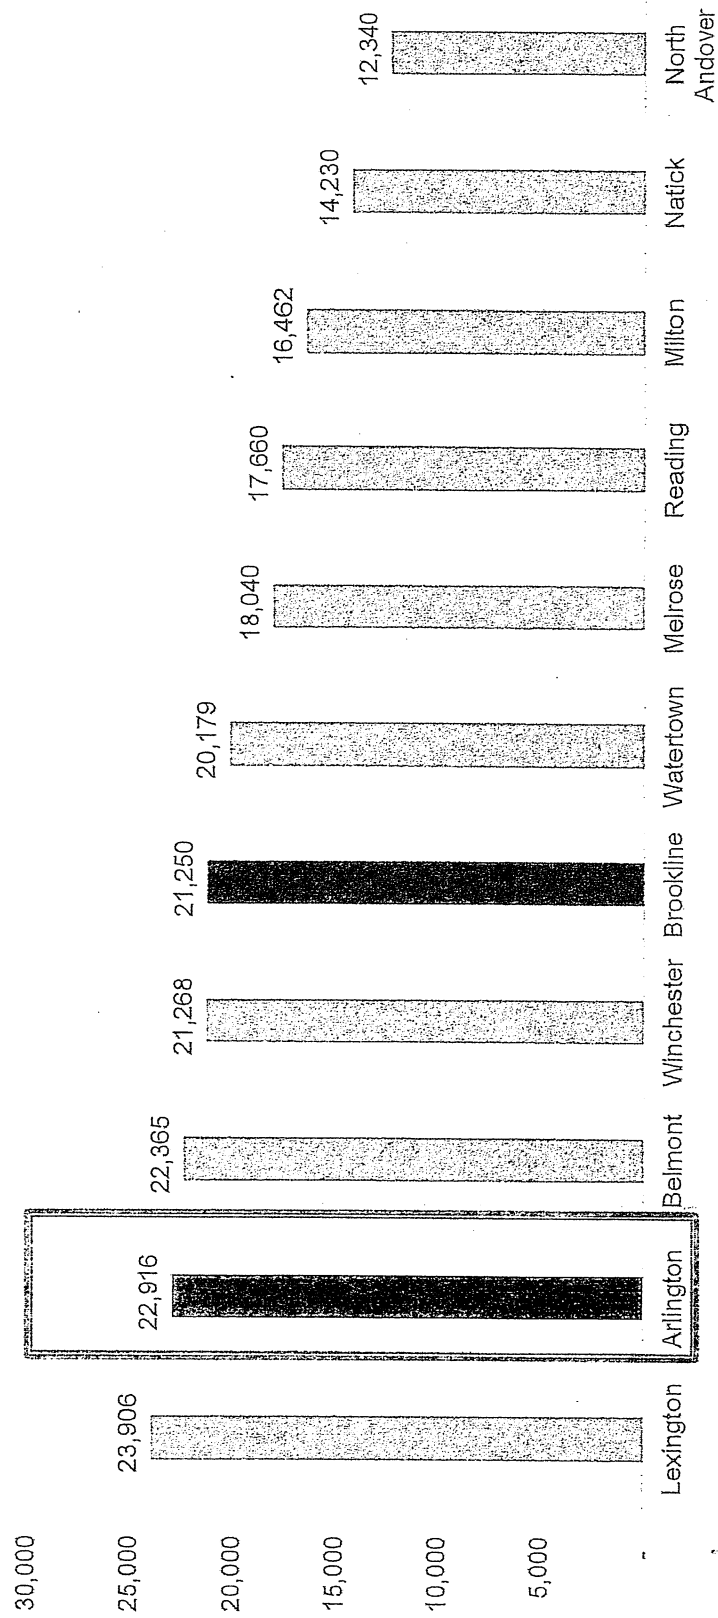 30,000
25,000
20,000
15,000
10,000
5,000
-
23,906
22,916
22,365
21,268
21,250
20,179
18,040
17,660
16,462
14,230
12,340
Lexington
Arlington
Belmont
Winchester
Brookline
Watertown
Melrose
Reading
Milton
Natick
North
Andover